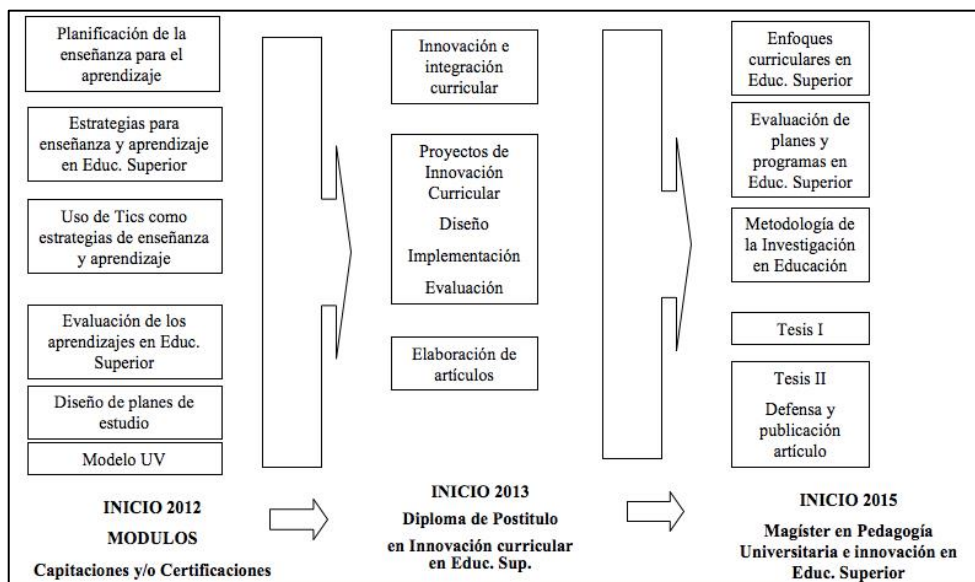 Planificación de la
enseñanza para el
aprendizaje
Estrategias para
enseñanza y aprendizaje
en Educ. Superior
Uso de Tics como
estrategias de enseñanza
y aprendizaje
Evaluación de los
aprendizajes en Educ.
Superior
Diseño de planes de
estudio
Modelo UV
INICIO 2012
MODULOS
Capitaciones y/o Certificaciones
Innovación e
integración
curricular
Proyectos de
Innovación
Curricular
Diseño
Implementación
Evaluación
Elaboración de
artículos
INICIO 2013
Diploma de Postitulo
en Innovación curricular
en Educ. Sup.
Enfoques
curriculares en
Educ. Superior
Evaluación de
planes y
programas en
Educ. Superior
Metodología de
la Investigación
en Educación
Tesis I
Tesis II
Defensa y
publicación
artículo
INICIO 2015
Magíster en Pedagogía
Universitaria e innovación en
Educ. Superior